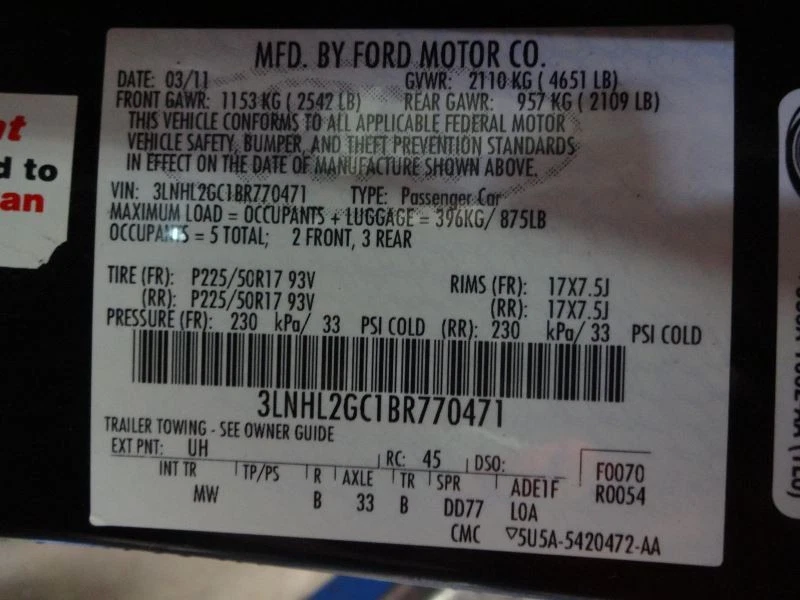 MFD. BY FORD MOTOR CO.
DATE: 03/11 GVWR: 2110 KG ( 4651 LB)
FRONT GAWR: 1153 KG ( 2542 LB) REAR GAWR: 957 KG ( 2109 LB)
THIS VEHICLE CONFORMS TO ALL APPLICABLE FEDERAL MOTOR
VEHICLE SAFETY, BUMPER, AND THEFT PREVENTION STANDARDS
IN EFFECT ON THE DATE OF MANUFACTURE SHOWN ABOVE.
VIN: 3LNHL2GC1BR770471 TYPE: Passenger Car
MAXIMUM LOAD = OCCUPANTS + LUGGAGE = 396KG/ 875LB
OCCUPANTS = 5 TOTAL; 2 FRONT, 3 REAR
TIRE (FR): P225/50R17 93V RIMS (FR): 17X7.5J
(RR): P225/50R17 93V (RR): 17X7.5J
PRESSURE (FR): 230 kPa/ 33 PSI COLD (RR): 230 kPa/ 33 PSI COLD
3LNHL2GC1BR770471
TRAILER TOWING - SEE OWNER GUIDE
EXT PNT: UH RC: 45 DSO: F0070
INT TR TP/PS R AXLE TR SPR ADE1F R0054
MW B 33 B DD77 LOA
CMC 5U5A-5420472-AA
d to
an